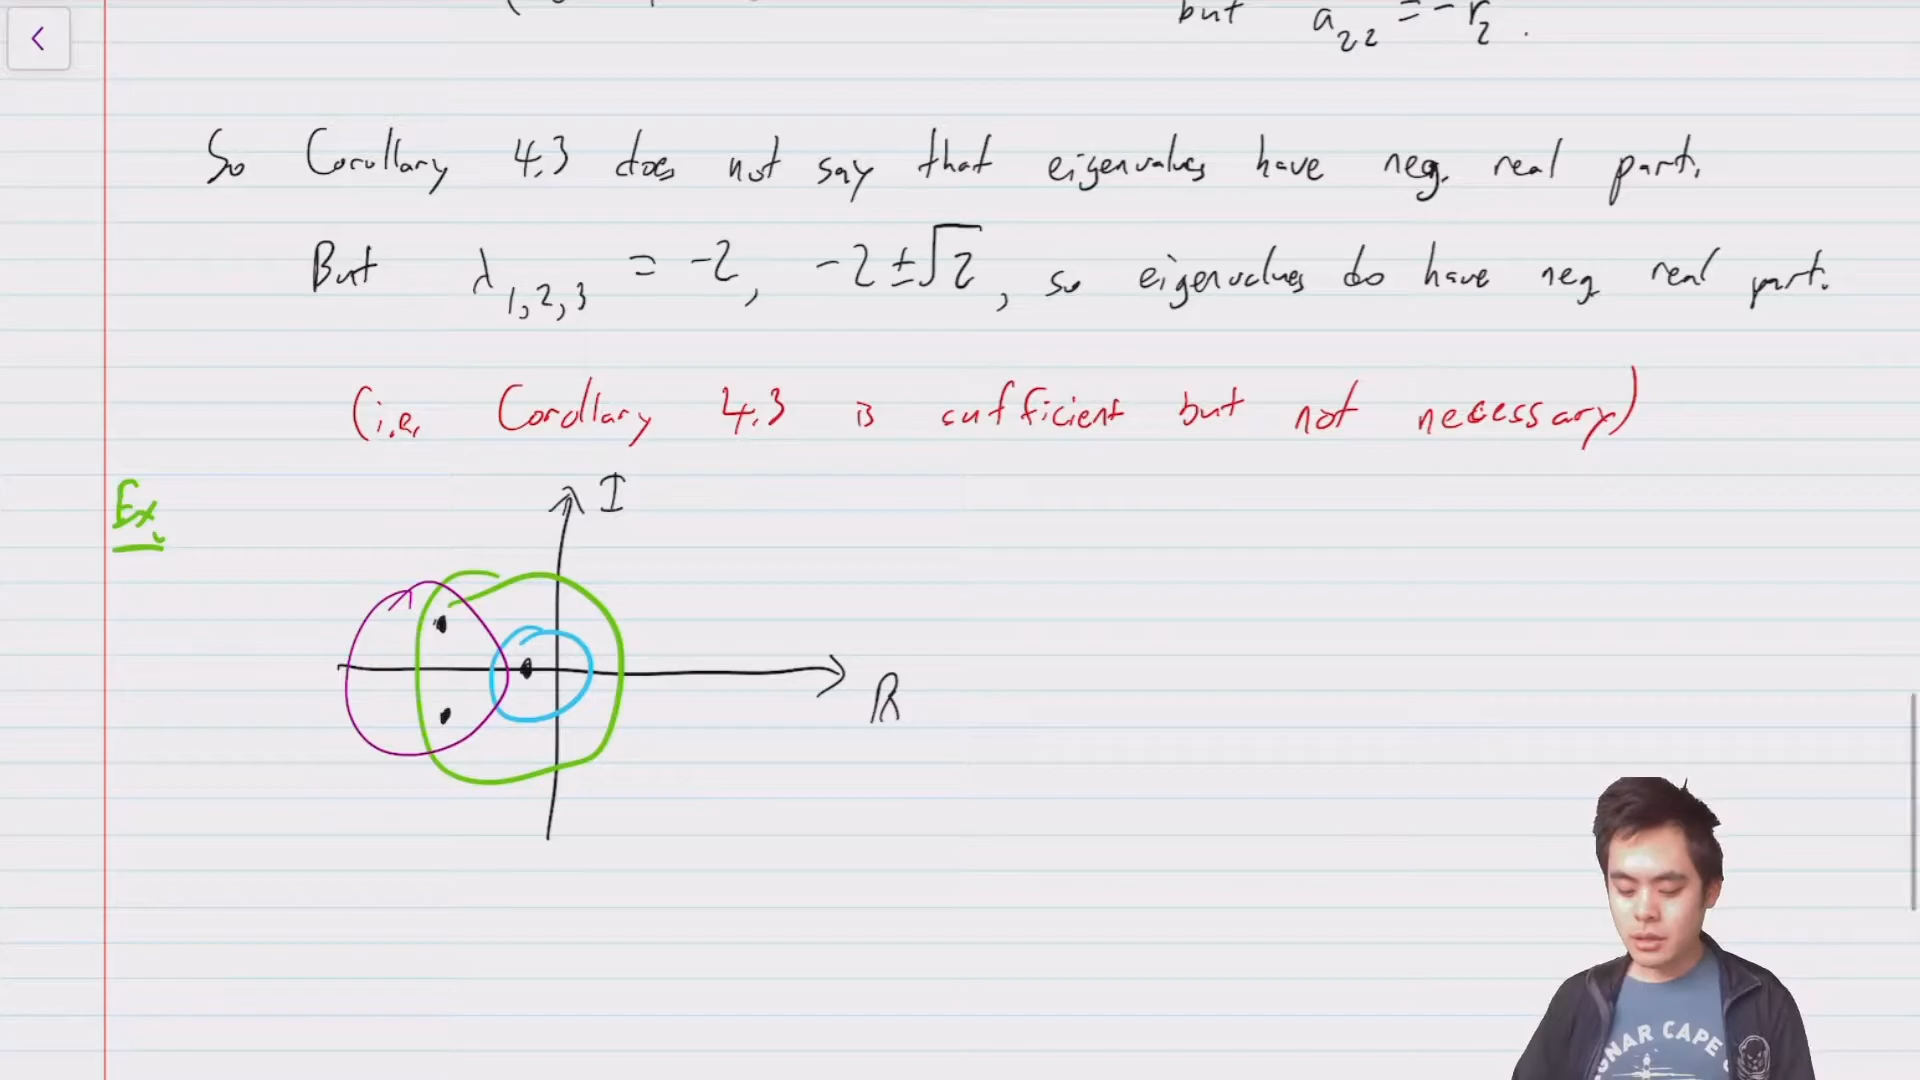 but a₂₂ = -r₂.
So Corollary 4.3 does not say that eigenvalues have neg. real part.
But λ₁,₂,₃ = -2, -2±√2, so eigenvalues do have neg real part.
(i.e. Corollary 4.3 is sufficient but not necessary)
Ex.
I
R
NAR CAPE